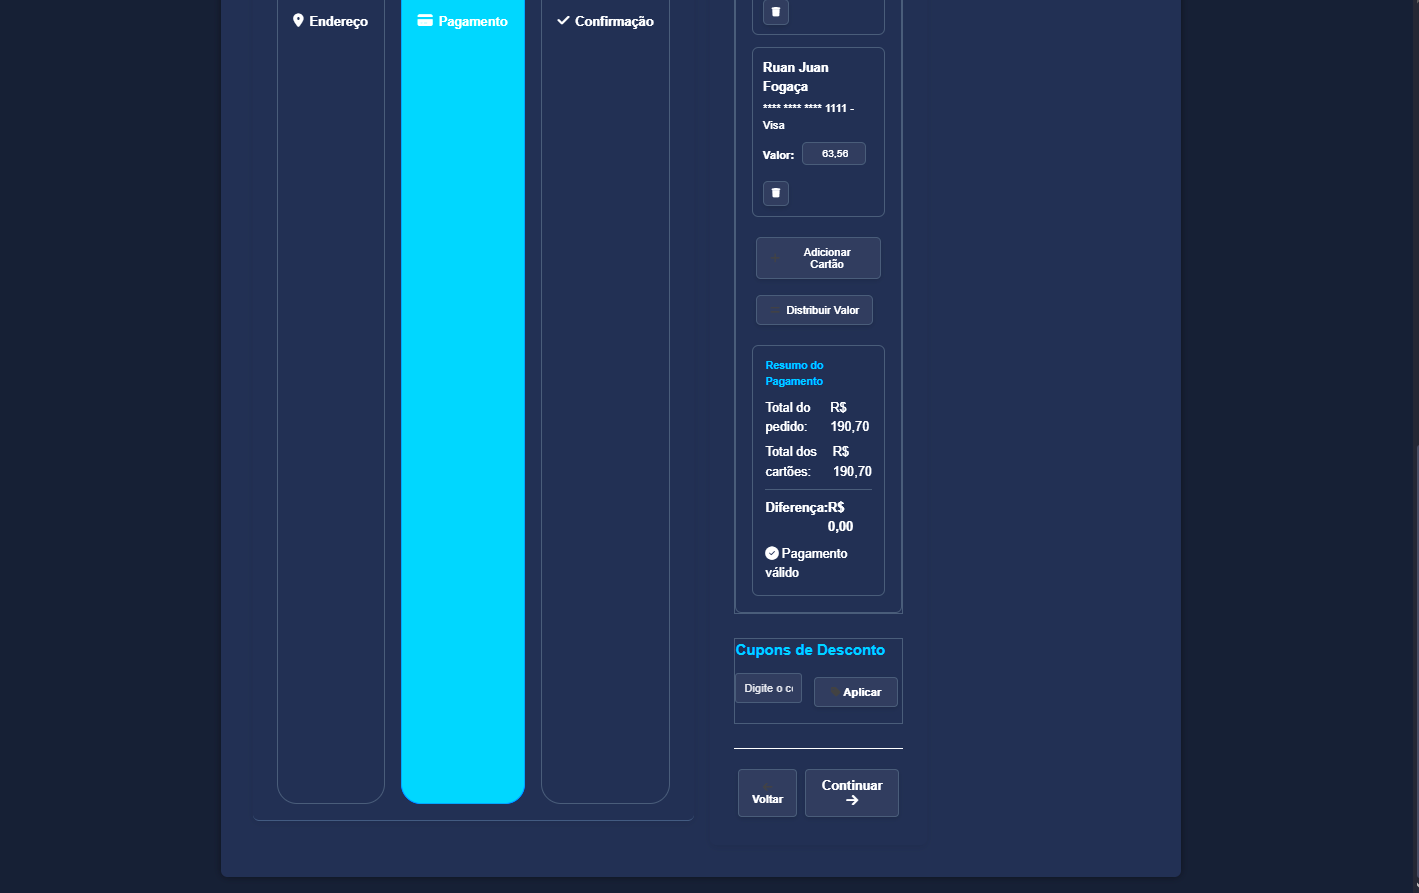 Endereço
Pagamento
Confirmação
Ruan Juan
Fogaça
**** **** **** 1111 -
Visa
Valor: 63,56
Adicionar
Cartão
Distribuir Valor
Resumo do
Pagamento
Total do R$
pedido: 190,70
Total dos R$
cartões: 190,70
Diferença:R$
0,00
Pagamento
válido
Cupons de Desconto
Digite o có
Aplicar
Voltar
Continuar